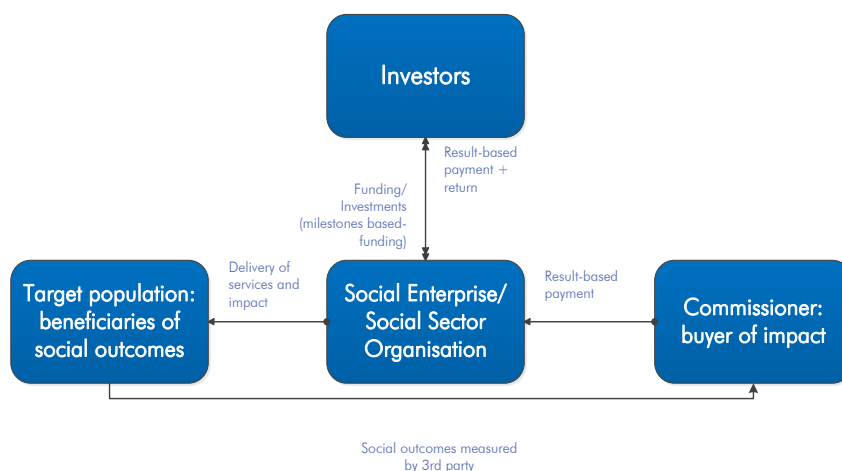 Investors
Result-based
payment +
return
Funding/
Investments
(milestones based-
funding)
Delivery of
services and
impact
Result-based
payment
Target population:
beneficiaries of
social outcomes
Social Enterprise/
Social Sector
Organisation
Commissioner:
buyer of impact
Social outcomes measured
by 3rd party